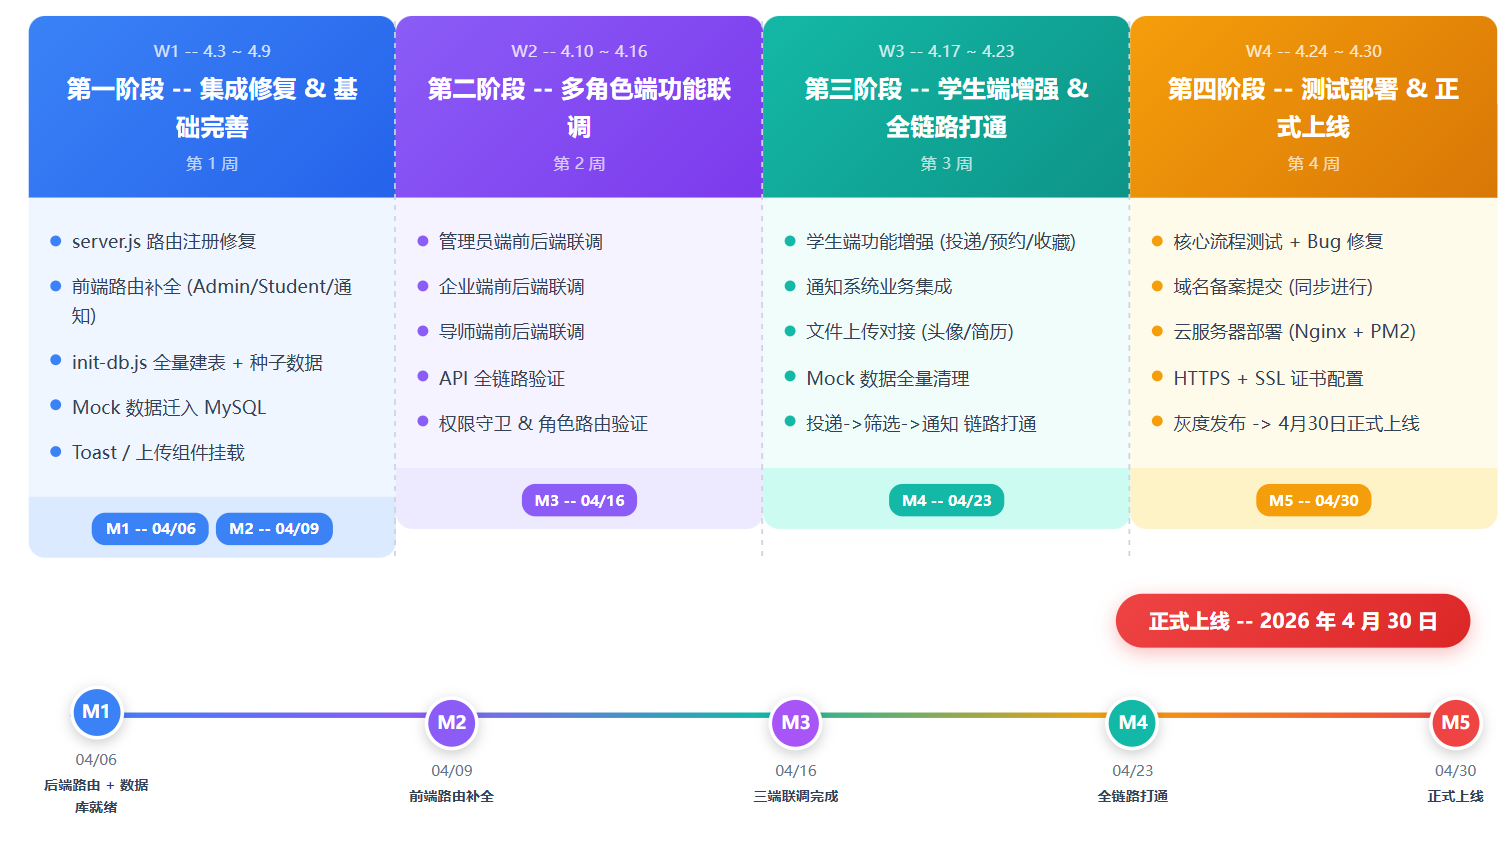 W1 -- 4.3 ~ 4.9
第一阶段 -- 集成修复 & 基
础完善
第 1 周
server.js 路由注册修复
前端路由补全 (Admin/Student/通
知)
init-db.js 全量建表 + 种子数据
Mock 数据迁入 MySQL
Toast / 上传组件挂载
M1 -- 04/06
M2 -- 04/09
W2 -- 4.10 ~ 4.16
第二阶段 -- 多角色端功能联
调
第 2 周
管理员端前后端联调
企业端前后端联调
导师端前后端联调
API 全链路验证
权限守卫 & 角色路由验证
M3 -- 04/16
W3 -- 4.17 ~ 4.23
第三阶段 -- 学生端增强 &
全链路打通
第 3 周
学生端功能增强 (投递/预约/收藏)
通知系统业务集成
文件上传对接 (头像/简历)
Mock 数据全量清理
投递->筛选->通知 链路打通
M4 -- 04/23
W4 -- 4.24 ~ 4.30
第四阶段 -- 测试部署 & 正
式上线
第 4 周
核心流程测试 + Bug 修复
域名备案提交 (同步进行)
云服务器部署 (Nginx + PM2)
HTTPS + SSL 证书配置
灰度发布 -> 4月30日正式上线
M5 -- 04/30
正式上线 -- 2026 年 4 月 30 日
M1
04/06
后端路由 + 数据
库就绪
M2
04/09
前端路由补全
M3
04/16
三端联调完成
M4
04/23
全链路打通
M5
04/30
正式上线